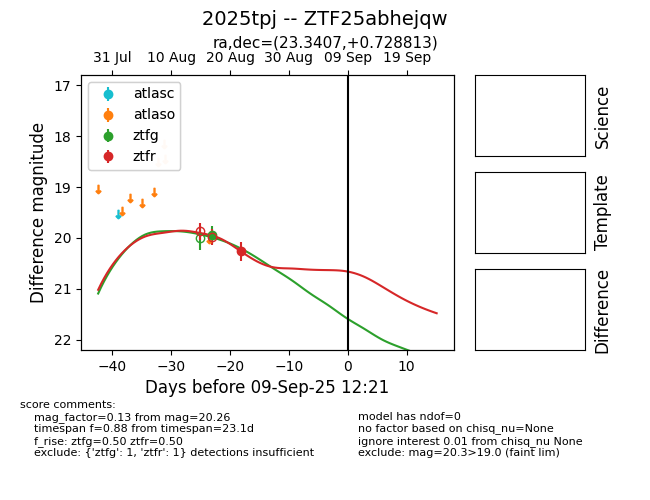 2025tpj -- ZTF25abhejqw
ra,dec=(23.3407,+0.728813)
31 Jul 10 Aug 20 Aug 30 Aug 09 Sep 19 Sep
atlasc
atlaso
ztfg
ztfr
Difference magnitude
17
18
19
20
21
22
−40 −30 −20 −10 0 10
Days before 09-Sep-25 12:21
Science
Template
Difference
score comments:
mag_factor=0.13 from mag=20.26
timespan f=0.88 from timespan=23.1d
f_rise: ztfg=0.50 ztfr=0.50
exclude: {'ztfg': 1, 'ztfr': 1} detections insufficient
model has ndof=0
no factor based on chisq_nu=None
ignore interest 0.01 from chisq_nu None
exclude: mag=20.3>19.0 (faint lim)